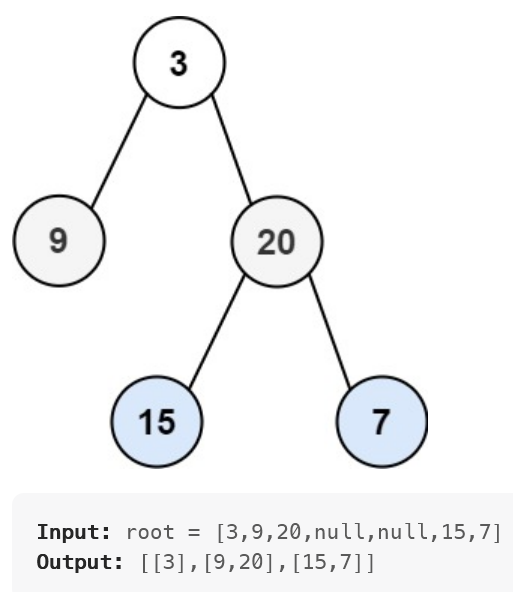 3
9
20
15
7
Input: root = [3,9,20,null,null,15,7]
Output: [[3],[9,20],[15,7]]